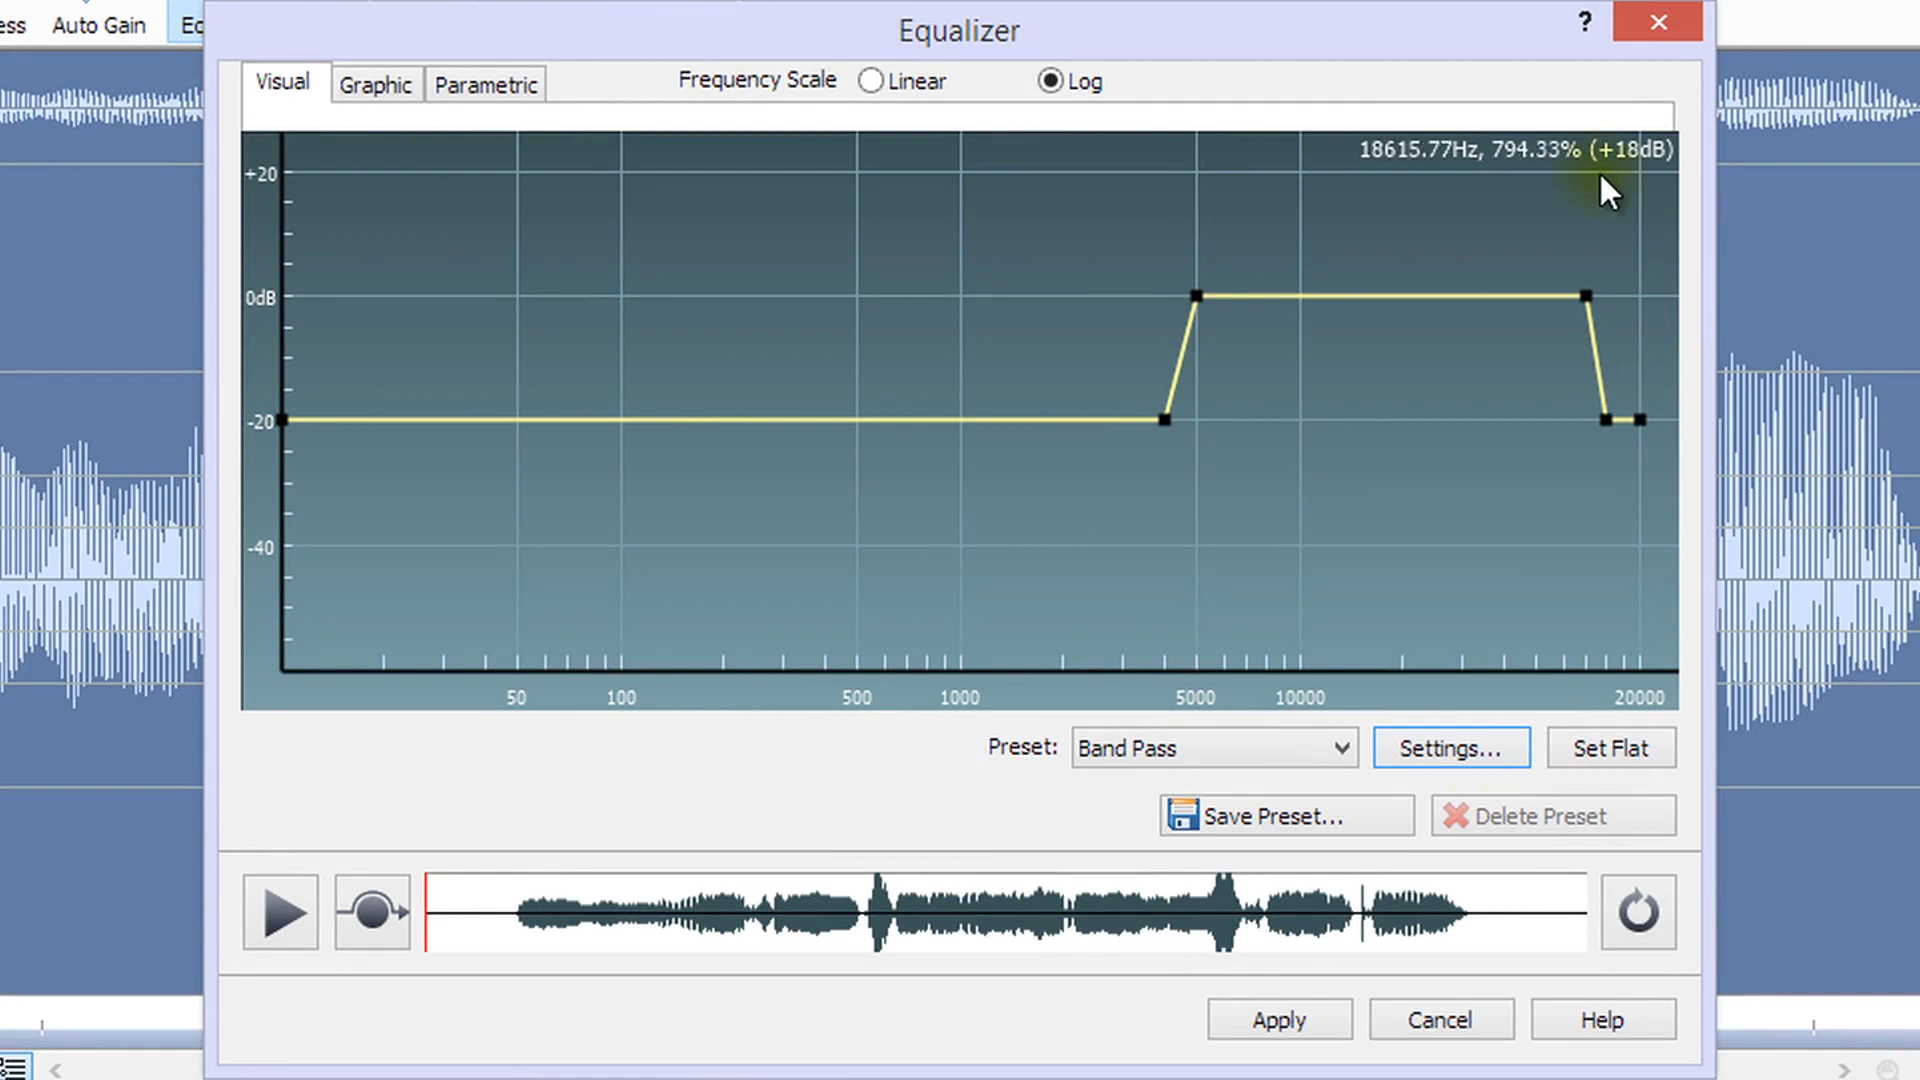 ess Auto Gain Eq
Equalizer
?
Visual Graphic Parametric Frequency Scale Linear Log
18615.77Hz, 794.33% (+18dB)
+20
0dB
-20
-40
50 100 500 1000 5000 10000 20000
Preset: Band Pass Settings... Set Flat
Save Preset... Delete Preset
Apply Cancel Help